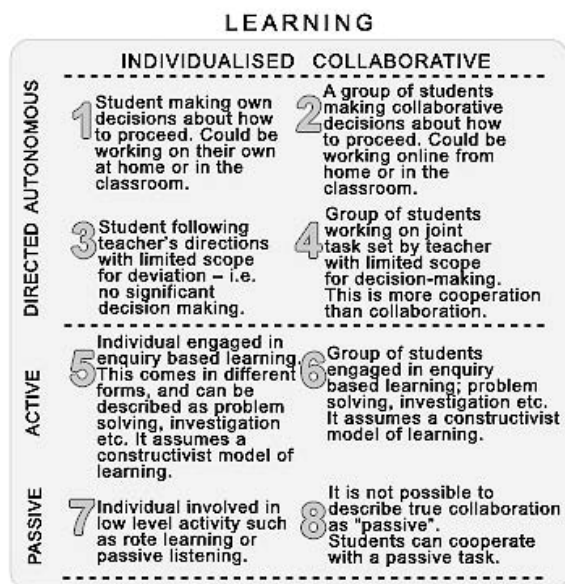 LEARNING
INDIVIDUALISED COLLABORATIVE
DIRECTED AUTONOMOUS
1 Student making own
decisions about how
to proceed. Could be
working on their own
at home or in the
classroom.
2 A group of students
making collaborative
decisions about how
to proceed. Could be
working online from
home or in the
classroom.
3 Student following
teacher's directions
with limited scope
for deviation – i.e.
no significant
decision making.
4 Group of students
working on joint
task set by teacher
with limited scope
for decision-making.
This is more cooperation
than collaboration.
ACTIVE
5 Individual engaged in
enquiry based learning.
This comes in different
forms, and can be
described as problem
solving, investigation
etc. It assumes a
constructivist model of
learning.
6 Group of students
engaged in enquiry
based learning; problem
solving, investigation etc.
It assumes a constructivist
model of learning.
PASSIVE
7 Individual involved in
low level activity such
as rote learning or
passive listening.
8 It is not possible to
describe true collaboration
as "passive".
Students can cooperate
with a passive task.